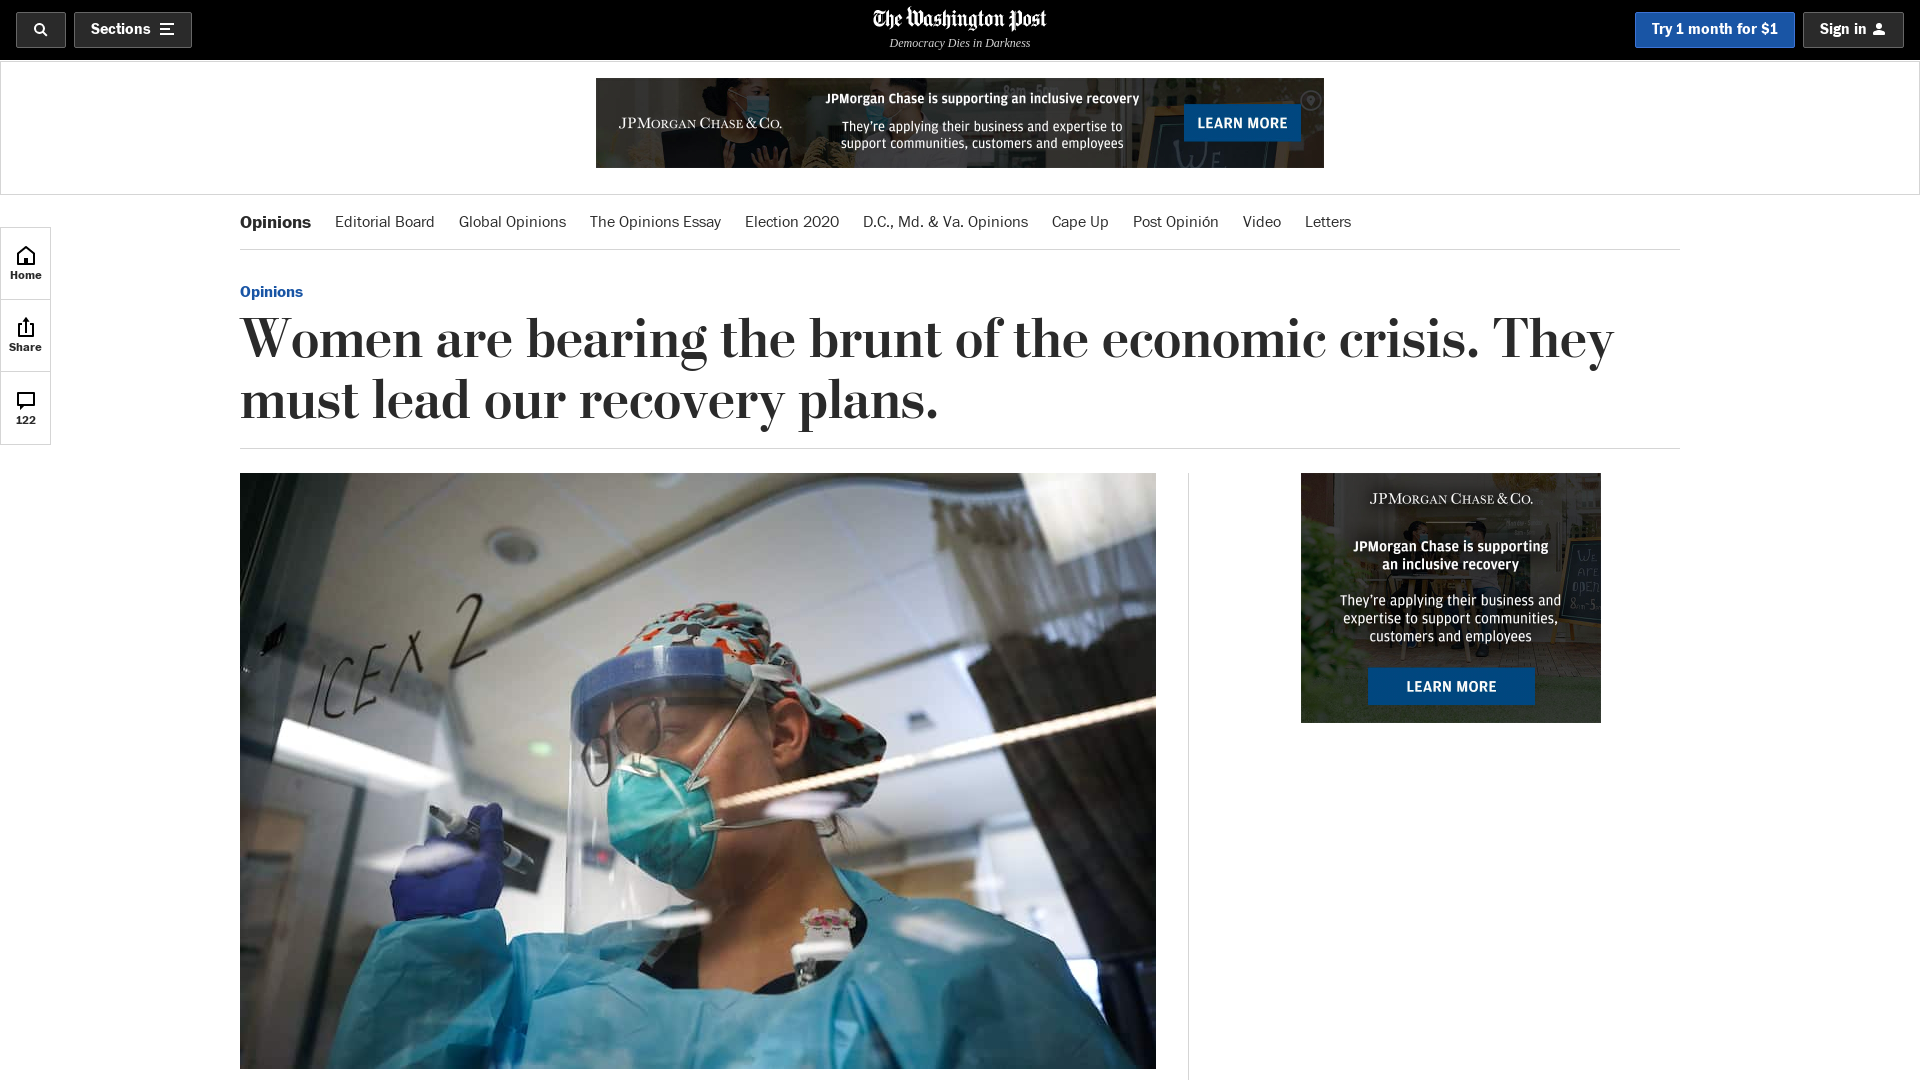 Sections
The Washington Post
Democracy Dies in Darkness
Try 1 month for $1
Sign in
JPMORGAN CHASE & CO.
JPMorgan Chase is supporting an inclusive recovery
They're applying their business and expertise to
support communities, customers and employees
LEARN MORE
Opinions
Editorial Board
Global Opinions
The Opinions Essay
Election 2020
D.C., Md. & Va. Opinions
Cape Up
Post Opinión
Video
Letters
Home
Share
122
Opinions
Women are bearing the brunt of the economic crisis. They
must lead our recovery plans.
ICE x 2
JPMORGAN CHASE & CO.
JPMorgan Chase is supporting
an inclusive recovery
They're applying their business and
expertise to support communities,
customers and employees
LEARN MORE
WE
ARE
OPEN